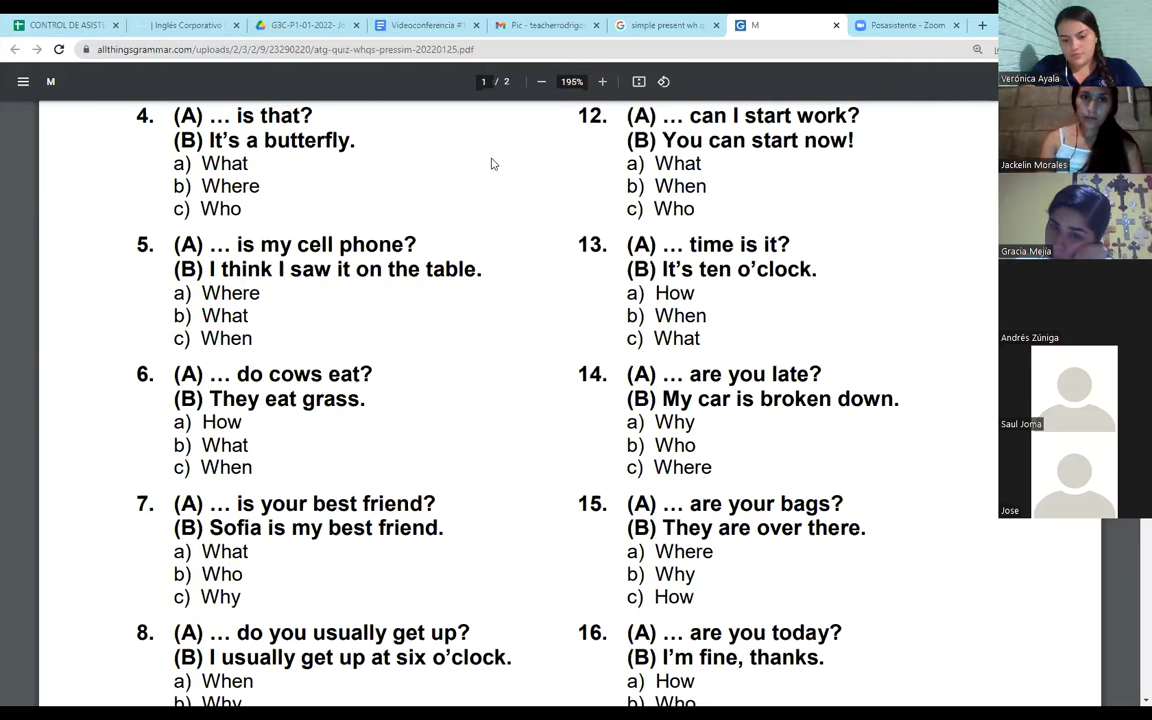 CONTROL DE ASIST
Inglés Corporativo
G3C-P1-01-2022- J
Videoconferencia #1
Pic - teacherrodrigo
simple present wh q
M
Posasistente - Zoom
allthingsgrammar.com/uploads/2/3/2/9/23290220/atg-quiz-whqs-pressim-20220125.pdf
M
1 / 2
195%
4. (A) … is that?
(B) It's a butterfly.
a) What
b) Where
c) Who
5. (A) … is my cell phone?
(B) I think I saw it on the table.
a) Where
b) What
c) When
6. (A) … do cows eat?
(B) They eat grass.
a) How
b) What
c) When
7. (A) … is your best friend?
(B) Sofia is my best friend.
a) What
b) Who
c) Why
8. (A) … do you usually get up?
(B) I usually get up at six o'clock.
a) When
b) Why
12. (A) … can I start work?
(B) You can start now!
a) What
b) When
c) Who
13. (A) … time is it?
(B) It's ten o'clock.
a) How
b) When
c) What
14. (A) … are you late?
(B) My car is broken down.
a) Why
b) Who
c) Where
15. (A) … are your bags?
(B) They are over there.
a) Where
b) Why
c) How
16. (A) … are you today?
(B) I'm fine, thanks.
a) How
b) Who
Verónica Ayala
Jackelin Morales
Gracia Mejía
Andrés Zúniga
Saul Joma
Jose